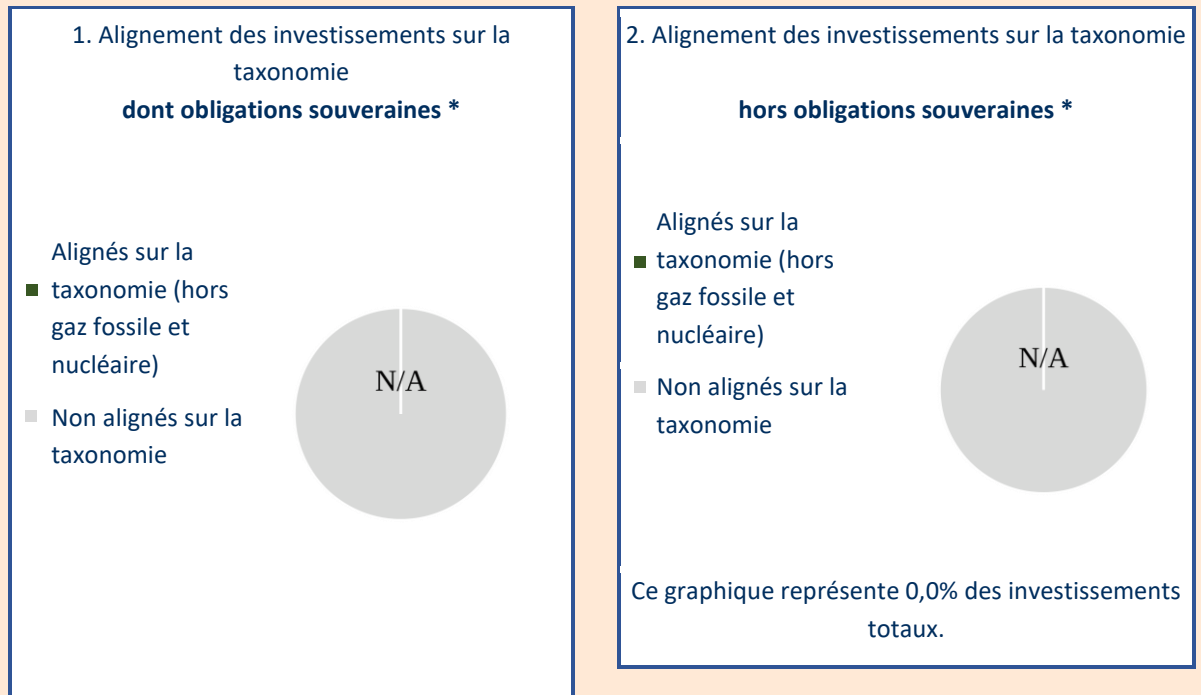 1. Alignement des investissements sur la
taxonomie
dont obligations souveraines *
Alignés sur la
taxonomie (hors
gaz fossile et
nucléaire)
Non alignés sur la
taxonomie
N/A
2. Alignement des investissements sur la taxonomie
hors obligations souveraines *
Alignés sur la
taxonomie (hors
gaz fossile et
nucléaire)
Non alignés sur la
taxonomie
N/A
Ce graphique représente 0,0% des investissements
totaux.